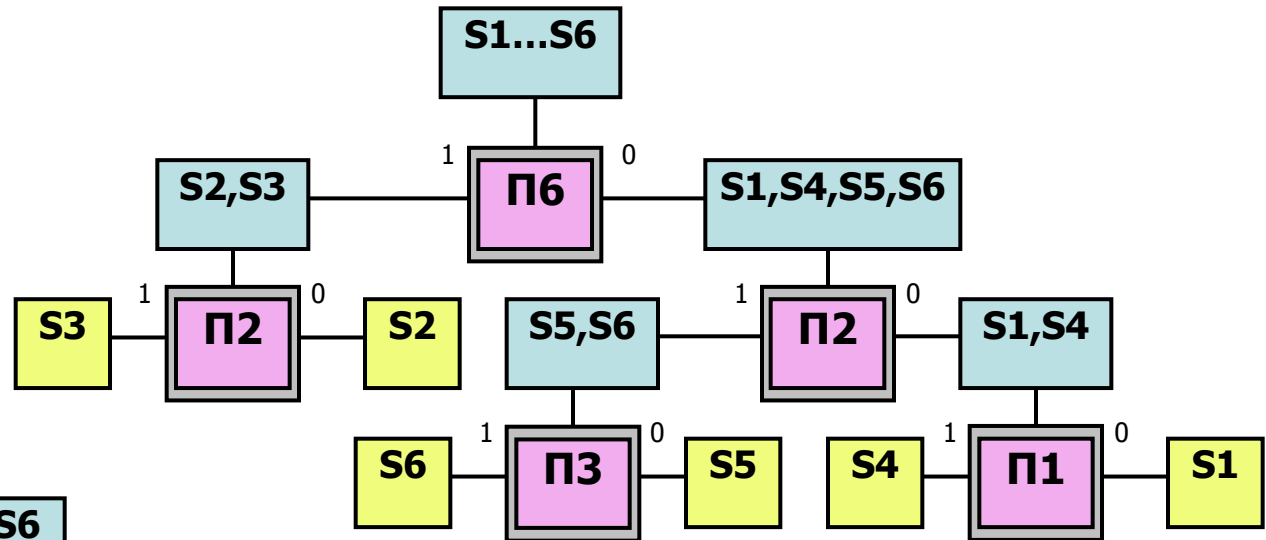 S1...S6
1 0
S2,S3 П6 S1,S4,S5,S6
1 0 1 0
S3 П2 S2 S5,S6 П2 S1,S4
1 0 1 0
S6 П3 S5 S4 П1 S1
S6